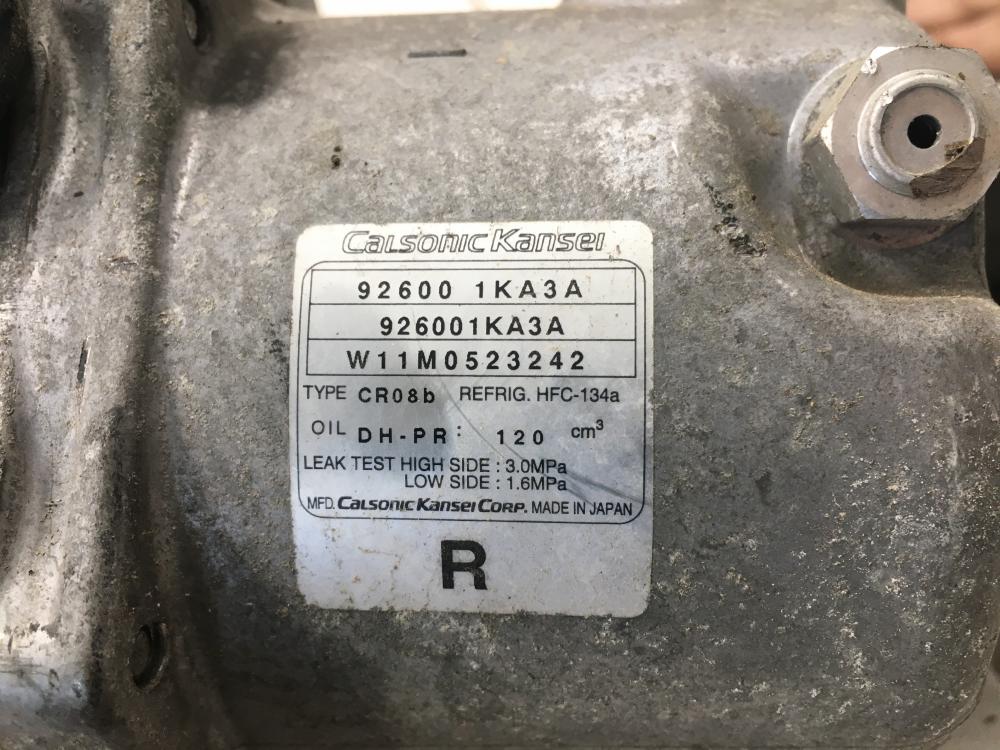 Calsonic Kansei
92600 1KA3A
926001KA3A
W11M0523242
TYPE CR08b REFRIG. HFC-134a
OIL DH-PR: 120 cm³
LEAK TEST HIGH SIDE : 3.0MPa
LOW SIDE : 1.6MPa
MFD. Calsonic Kansei Corp. MADE IN JAPAN
R